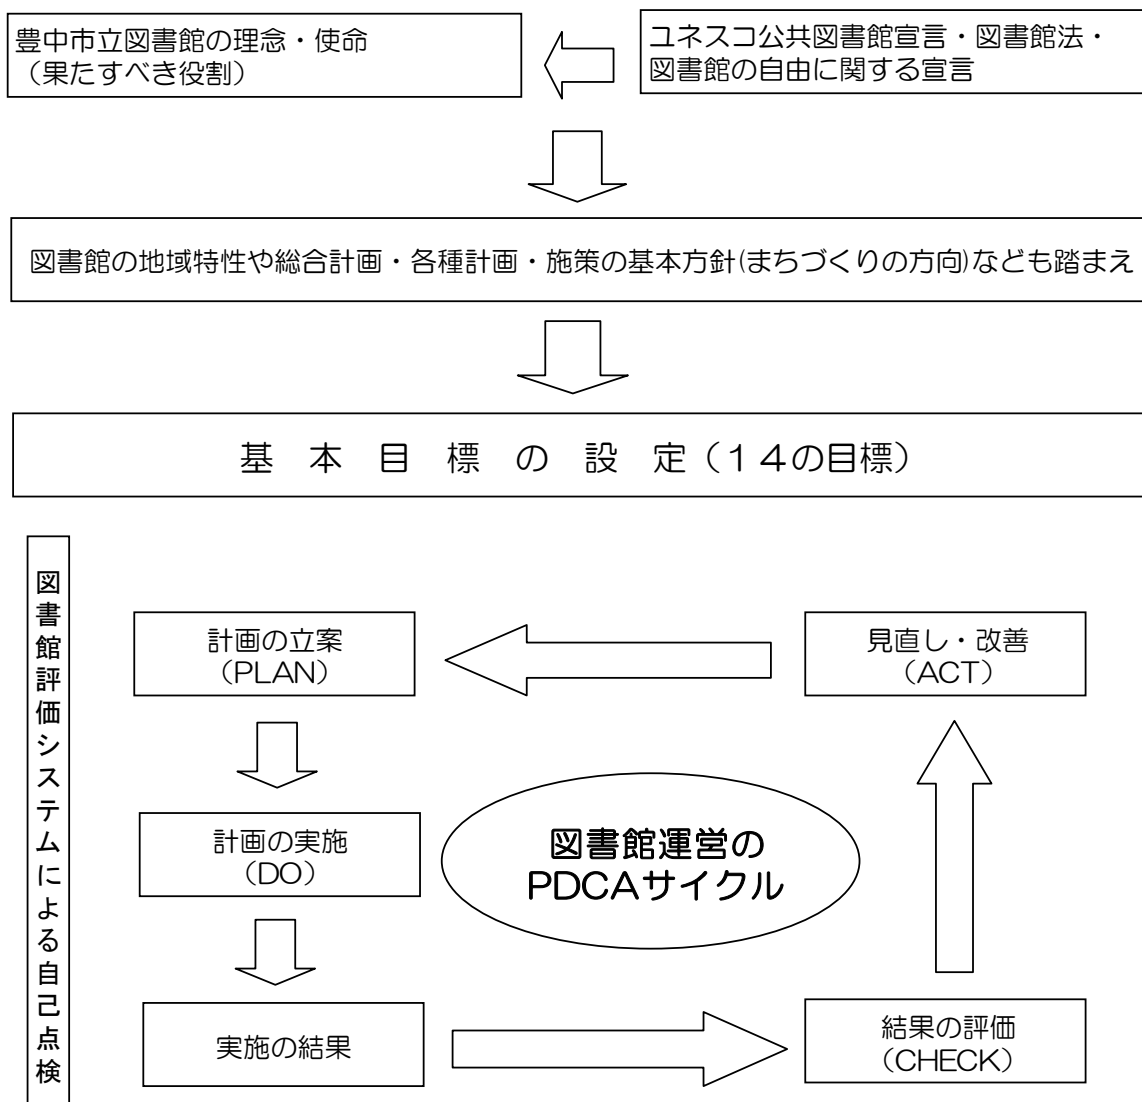 豊中市立図書館の理念・使命
（果たすべき役割）
ユネスコ公共図書館宣言・図書館法・
図書館の自由に関する宣言
図書館の地域特性や総合計画・各種計画・施策の基本方針(まちづくりの方向)なども踏まえ
基本目標の設定（１４の目標）
図書館評価システムによる自己点検
計画の立案
（PLAN）
見直し・改善
（ACT）
計画の実施
（DO）
図書館運営の
PDCAサイクル
実施の結果
結果の評価
（CHECK）